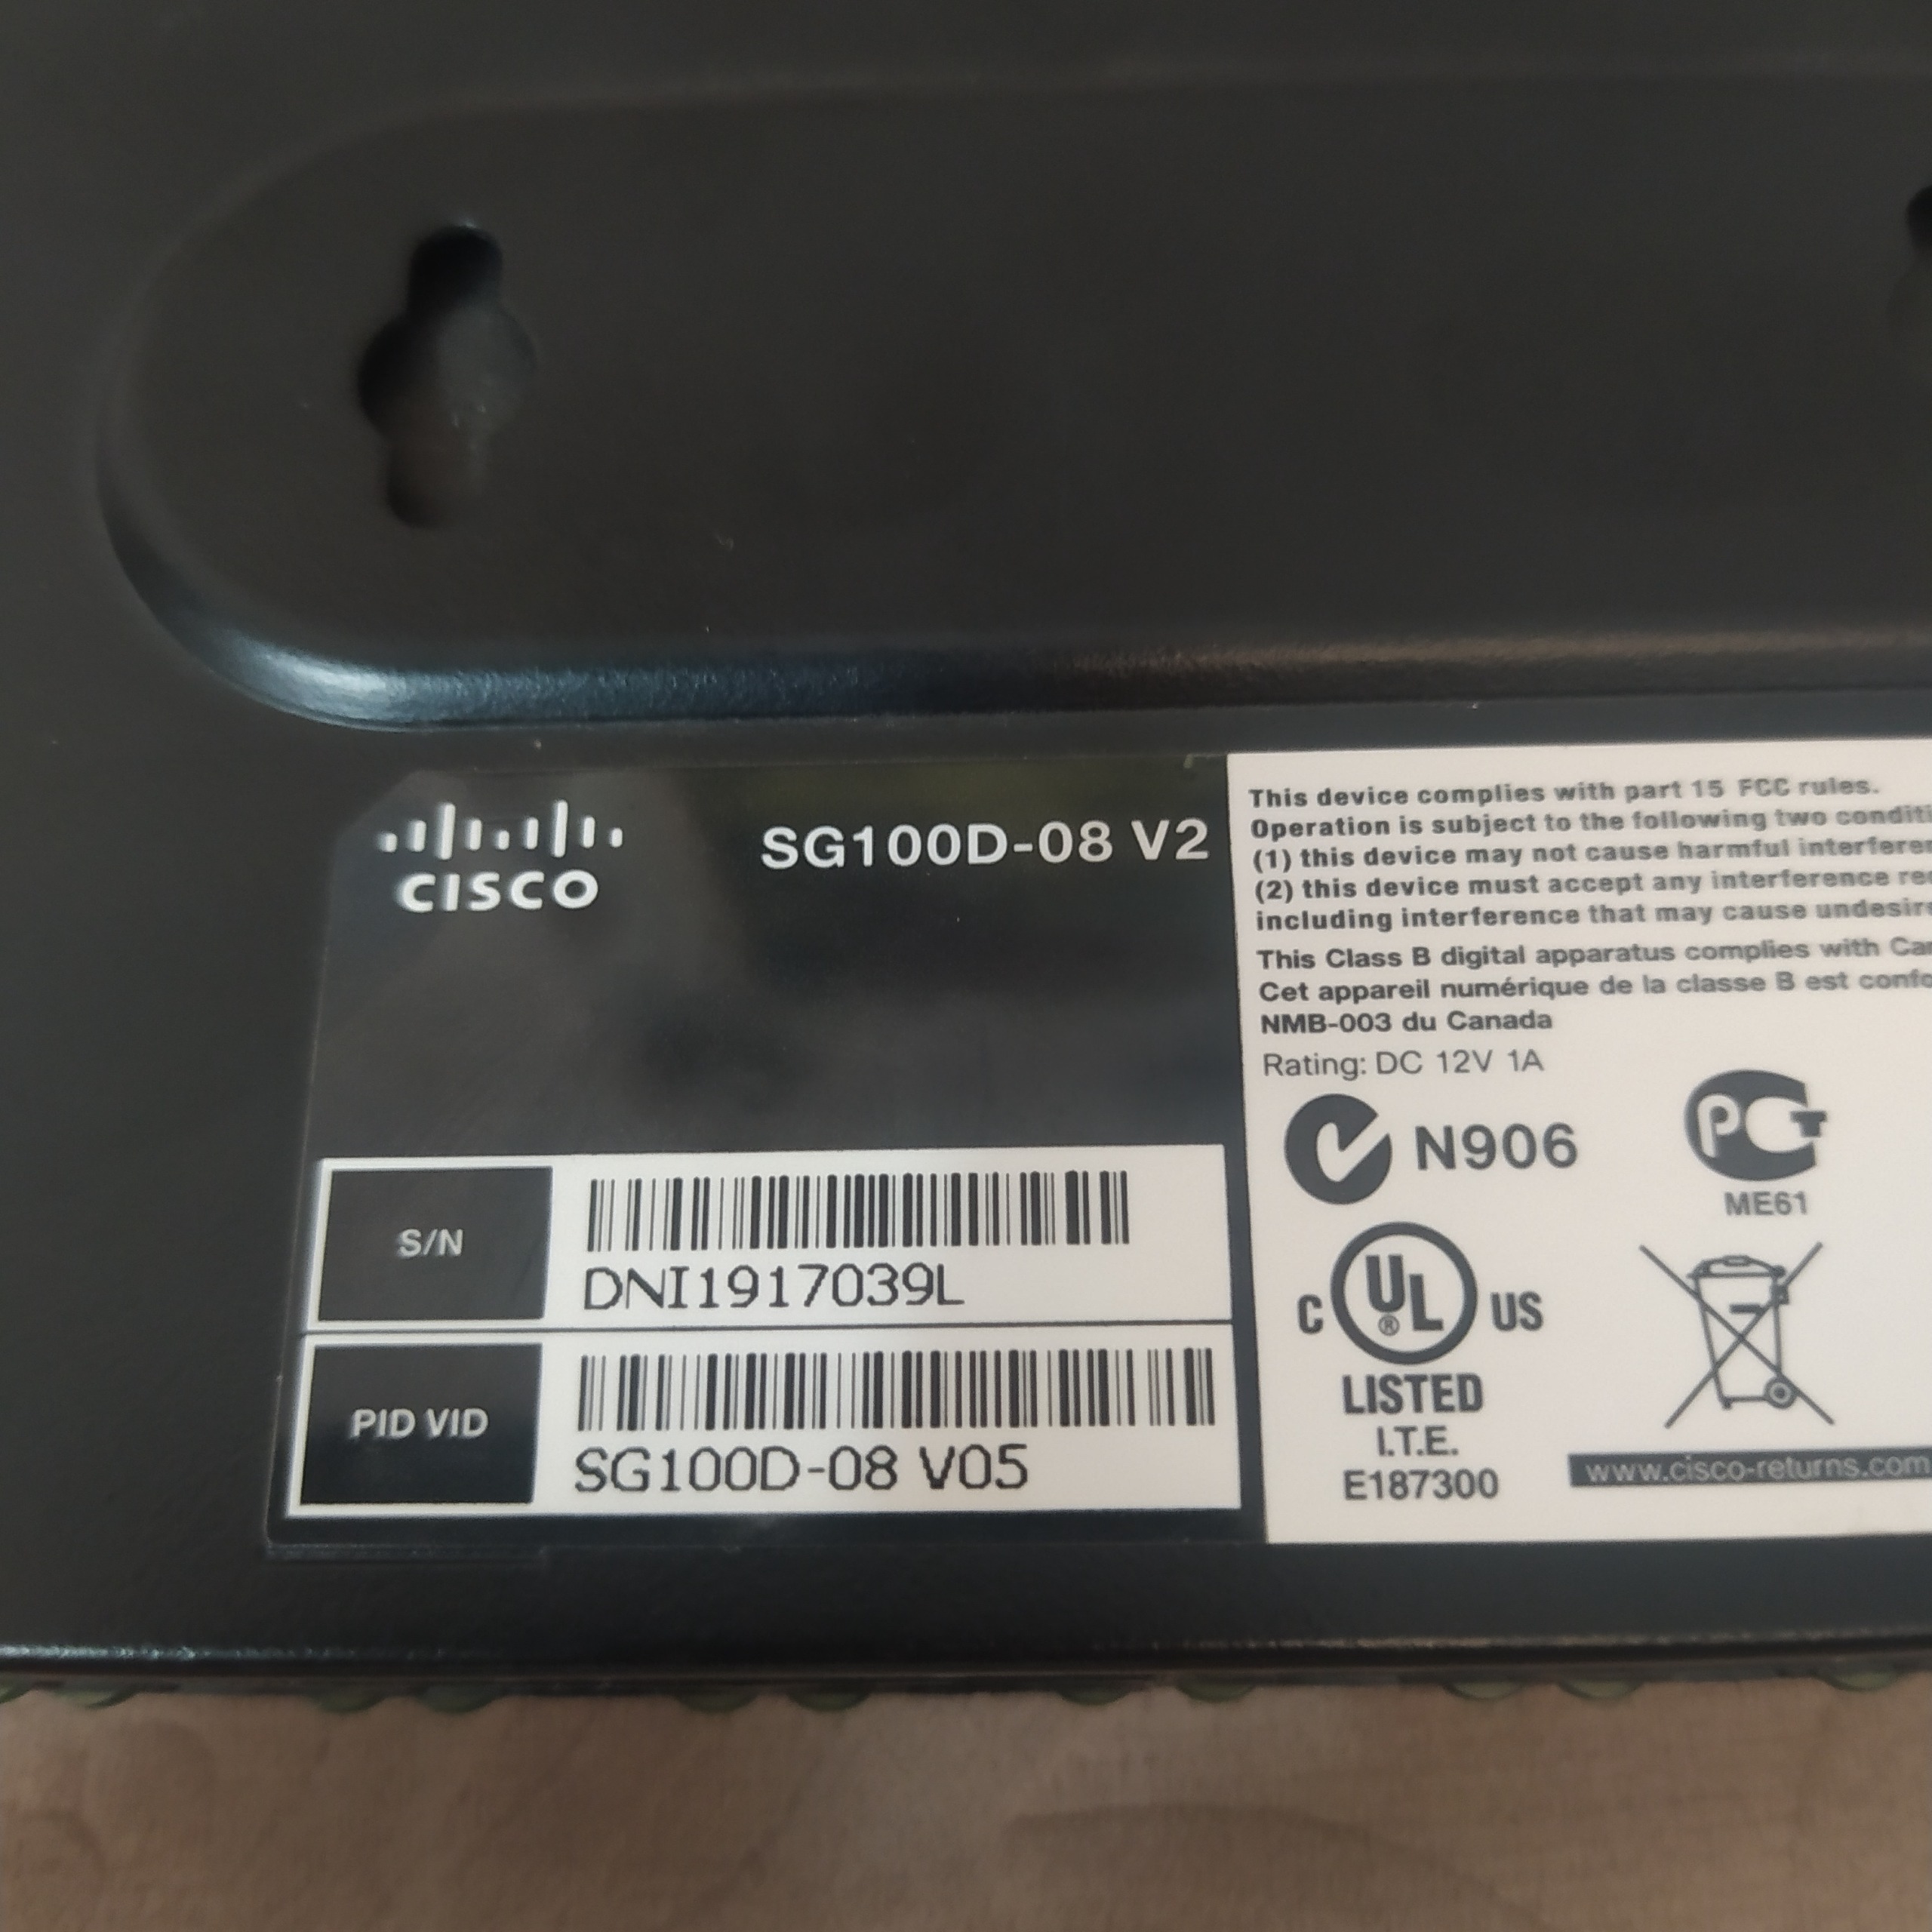 CISCO
SG100D-08 V2
S/N
DNI1917039L
PID VID
SG100D-08 V05
This device complies with part 15 FCC rules.
Operation is subject to the following two
(1) this device may not cause harmful
(2) this device must accept any interference
including interference that may cause
This Class B digital apparatus complies with
Cet appareil numérique de la classe B est
NMB-003 du Canada
Rating: DC 12V 1A
N906
PCT
ME61
C UL® US
LISTED
I.T.E.
E187300
www.cisco-returns.com